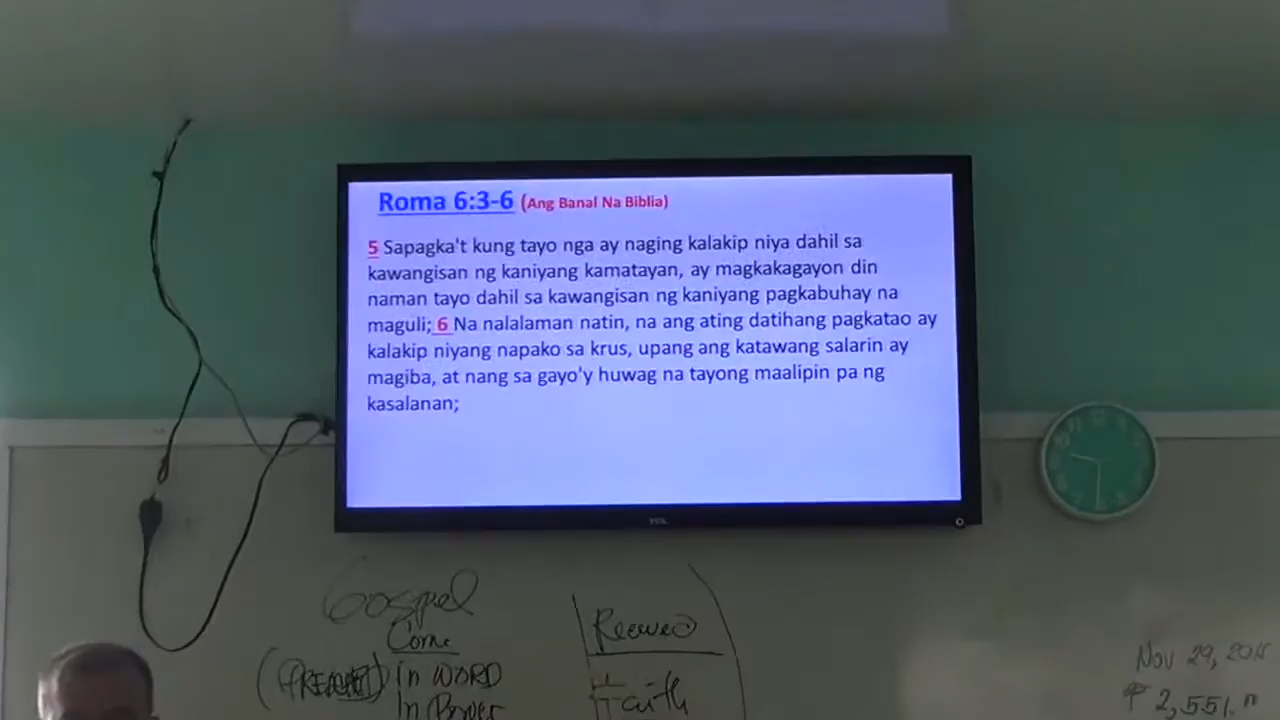 Roma 6:3-6 (Ang Banal Na Biblia)
5 Sapagka't kung tayo nga ay naging kalakip niya dahil sa
kawangisan ng kaniyang kamatayan, ay magkakagayon din
naman tayo dahil sa kawangisan ng kaniyang pagkabuhay na
maguli; 6 Na nalalaman natin, na ang ating datihang pagkatao ay
kalakip niyang napako sa krus, upang ang katawang salarin ay
magiba, at nang sa gayo'y huwag na tayong maalipin pa ng
kasalanan;
TCL
Gospel
Come
In WORD
In Power
Faith
Nov 29,